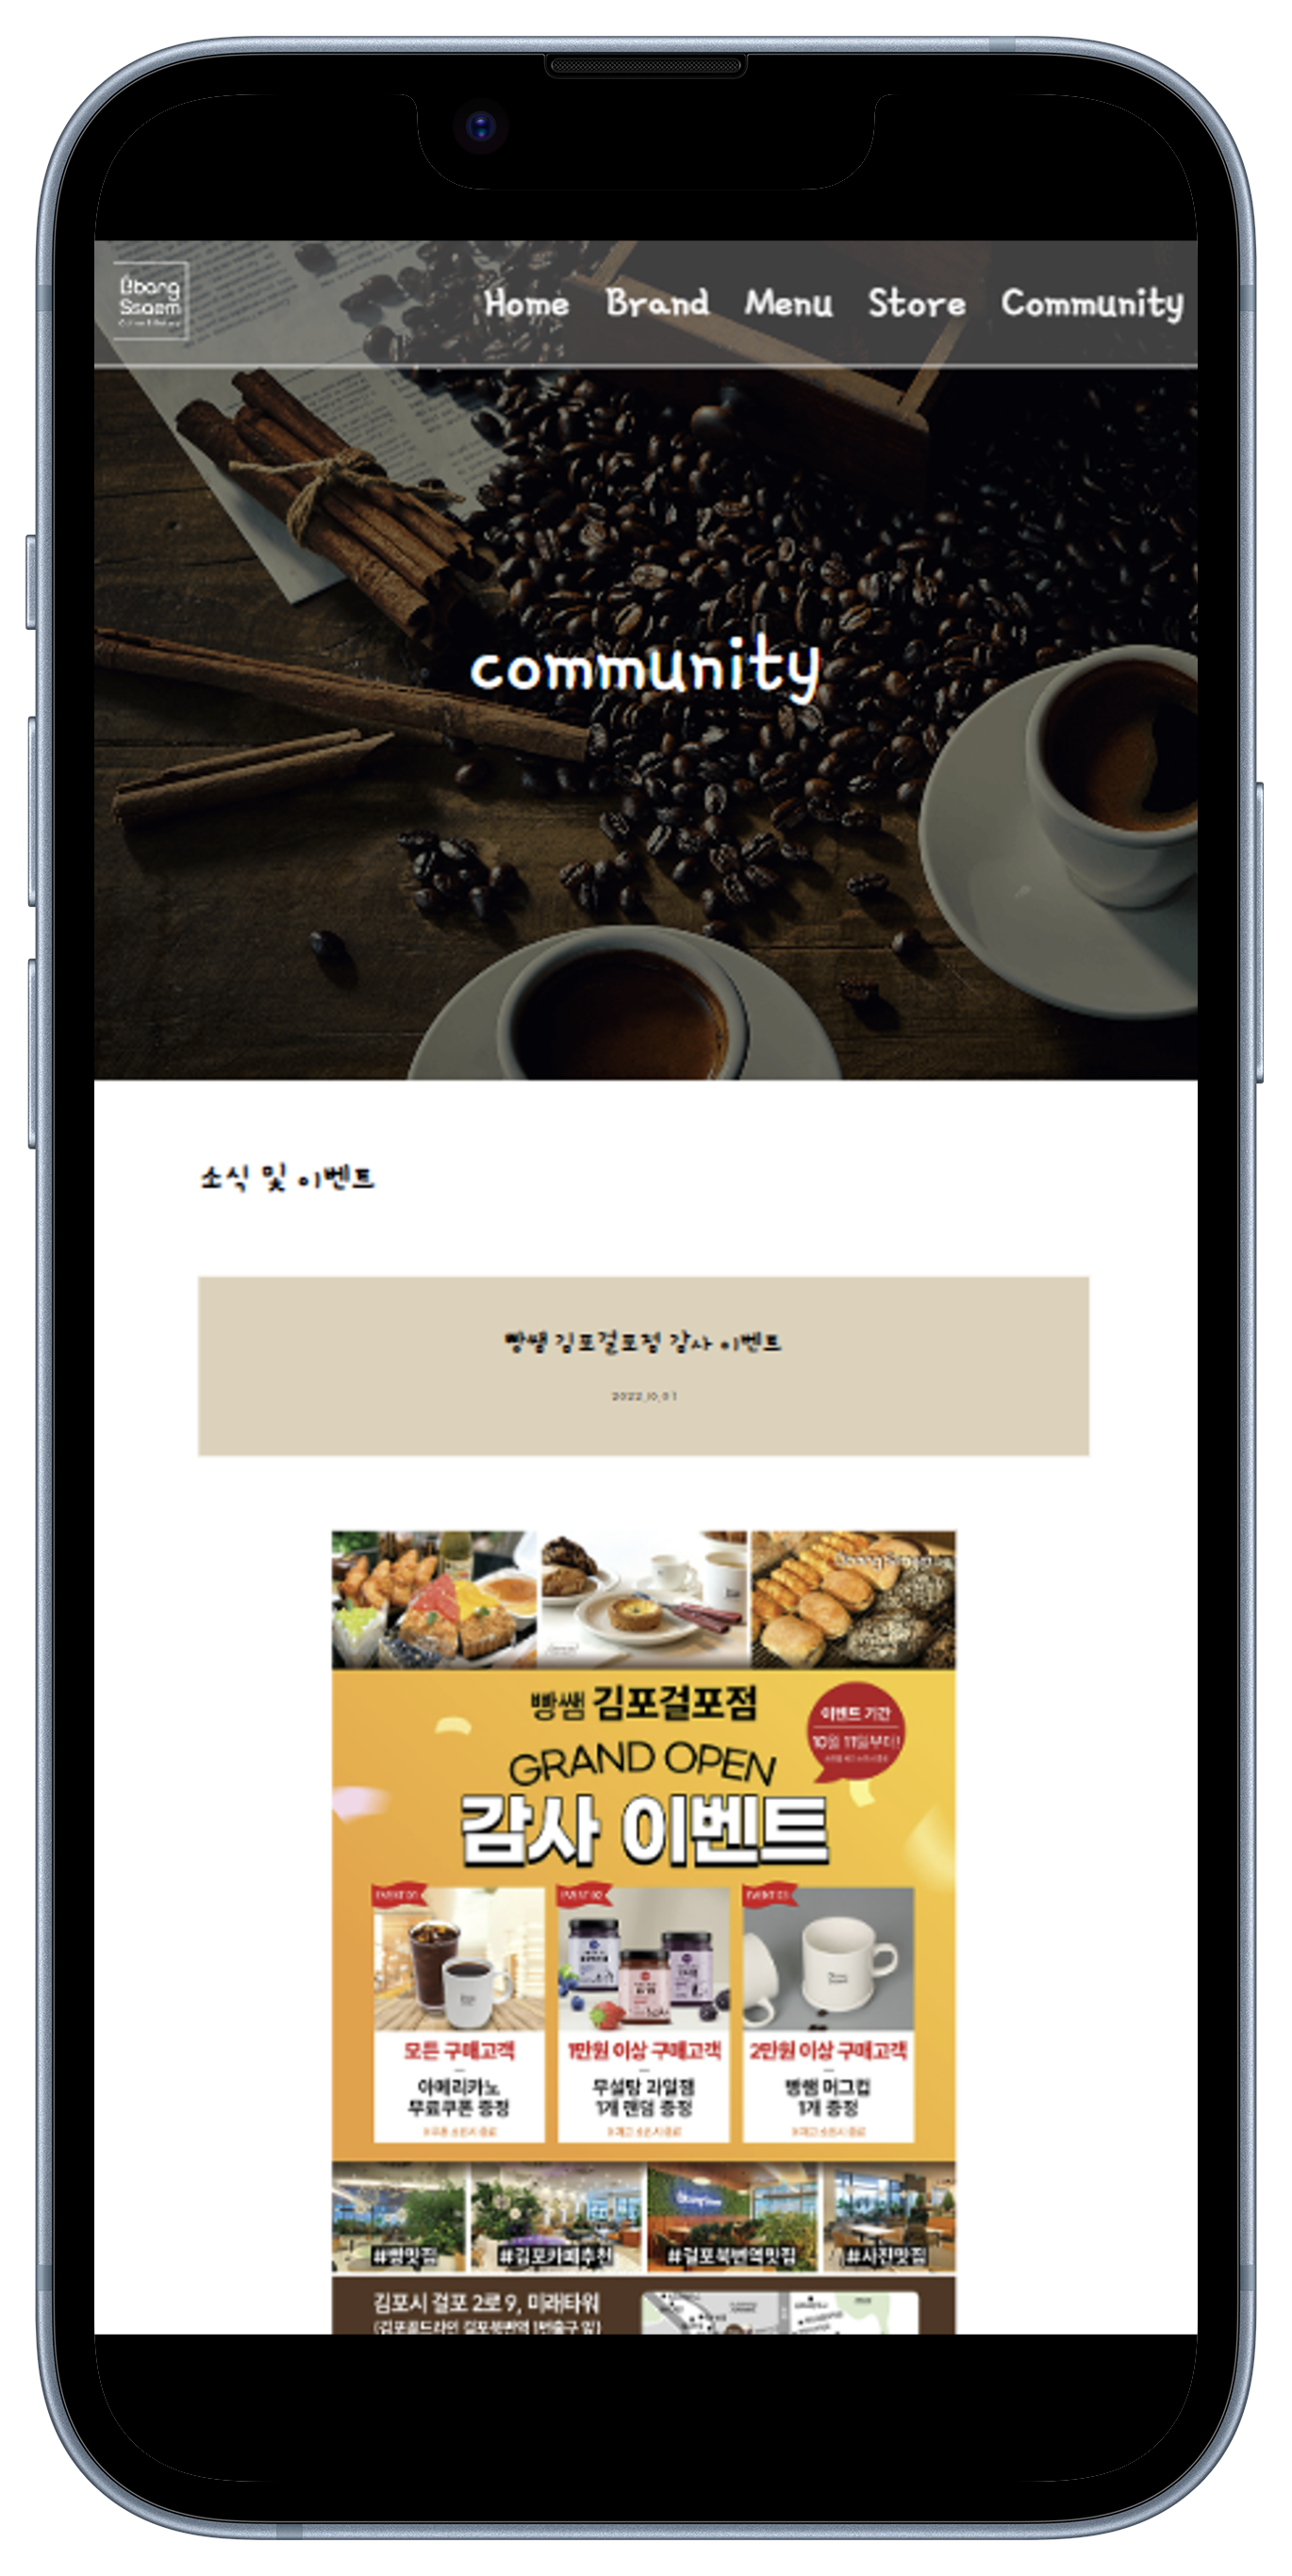 Bbang
Ssaem
Home Brand Menu Store Community
community
소식 및 이벤트
빵쌤 김포걸포점 감사 이벤트
2022.10.01
빵쌤 김포걸포점
이벤트 기간
10월 11일부터!
GRAND OPEN
감사 이벤트
EVENT 01 EVENT 02 EVENT 03
모든 구매고객
아메리카노
무료쿠폰 증정
1만원 이상 구매고객
무설탕 과일잼
1개 랜덤 증정
2만원 이상 구매고객
빵쌤 머그컵
1개 증정
#빵맛집 #김포카페추천 #걸포북변역맛집 #사진맛집
김포시 걸포 2로 9, 미래타워
(김포골드라인 걸포북변역 1번출구 앞)